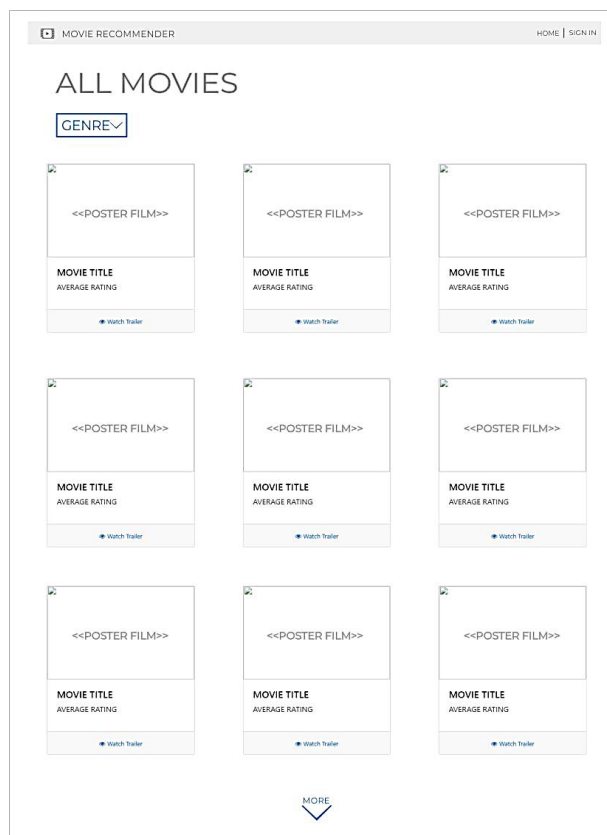 MOVIE RECOMMENDER
HOME | SIGN IN
ALL MOVIES
GENRE
<<POSTER FILM>>
<<POSTER FILM>>
<<POSTER FILM>>
MOVIE TITLE
MOVIE TITLE
MOVIE TITLE
AVERAGE RATING
AVERAGE RATING
AVERAGE RATING
Watch Trailer
Watch Trailer
Watch Trailer
<<POSTER FILM>>
<<POSTER FILM>>
<<POSTER FILM>>
MOVIE TITLE
MOVIE TITLE
MOVIE TITLE
AVERAGE RATING
AVERAGE RATING
AVERAGE RATING
Watch Trailer
Watch Trailer
Watch Trailer
<<POSTER FILM>>
<<POSTER FILM>>
<<POSTER FILM>>
MOVIE TITLE
MOVIE TITLE
MOVIE TITLE
AVERAGE RATING
AVERAGE RATING
AVERAGE RATING
Watch Trailer
Watch Trailer
Watch Trailer
MORE